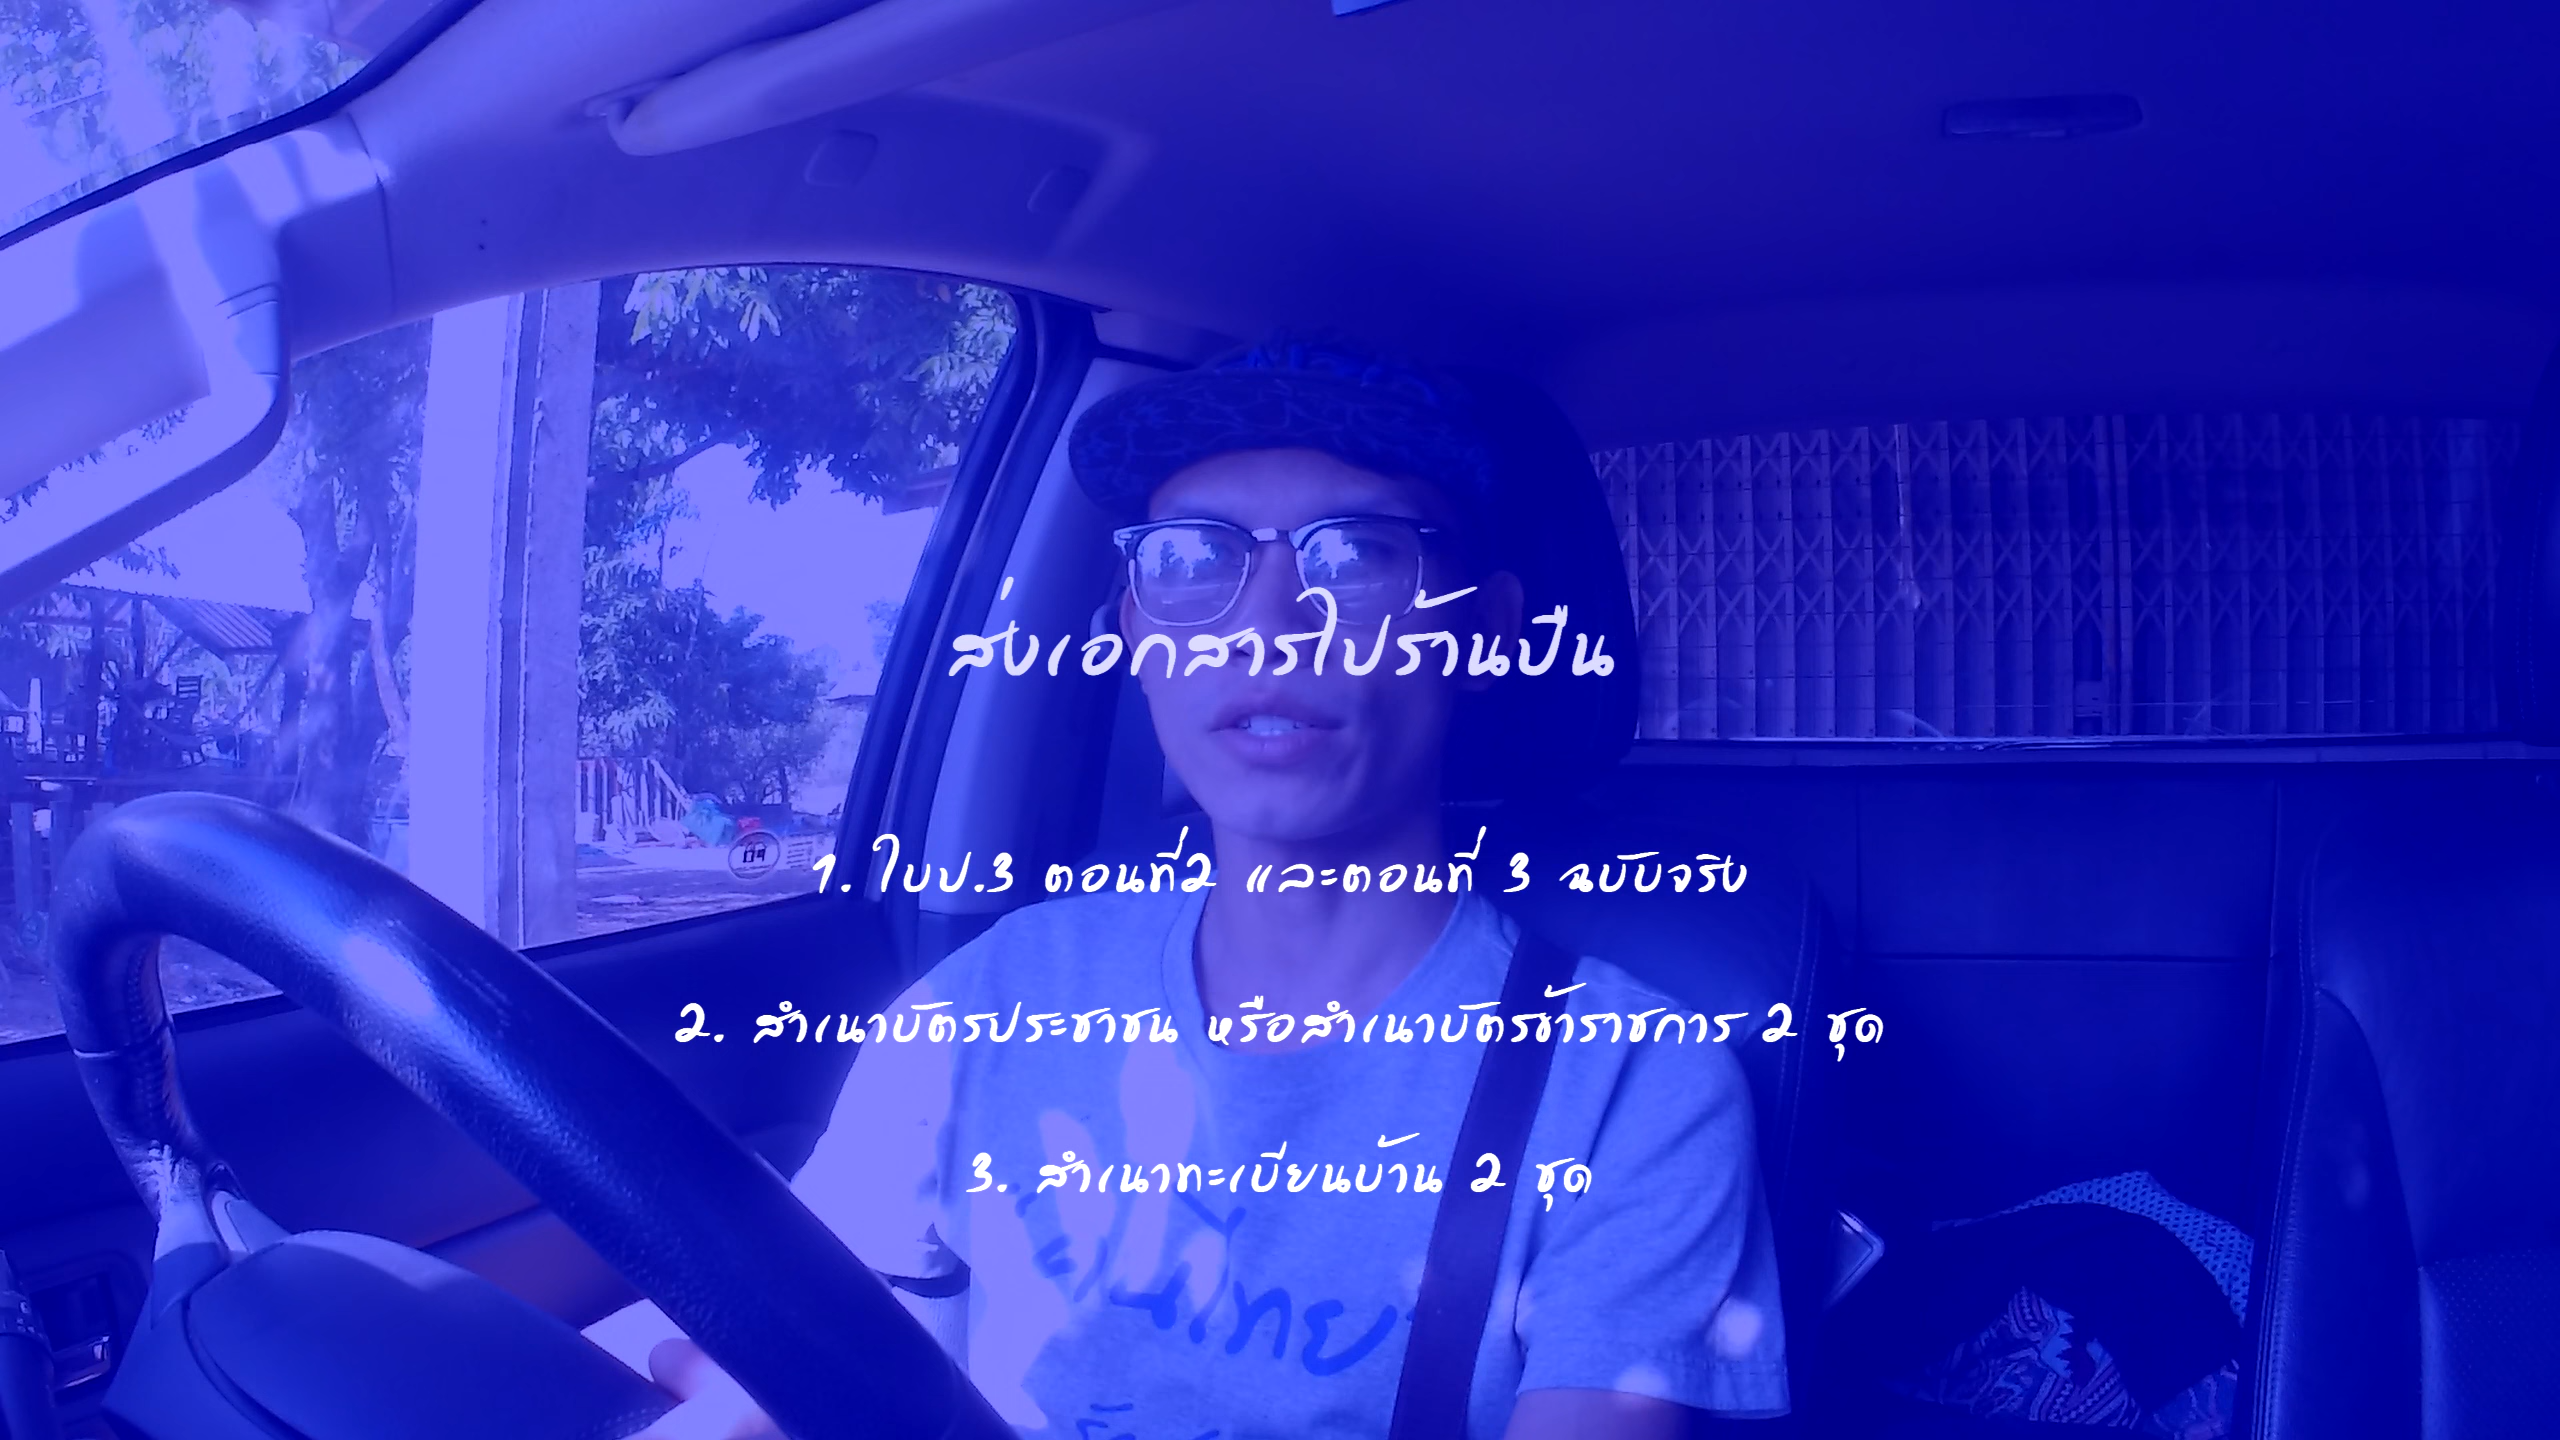 ส่งเอกสารไปร้านปืน
1. ใบป.3 ตอนที่2 และตอนที่ 3 ฉบับจริง
2. สำเนาบัตรประชาชน หรือสำเนาบัตรข้าราชการ 2 ชุด
3. สำเนาทะเบียนบ้าน 2 ชุด